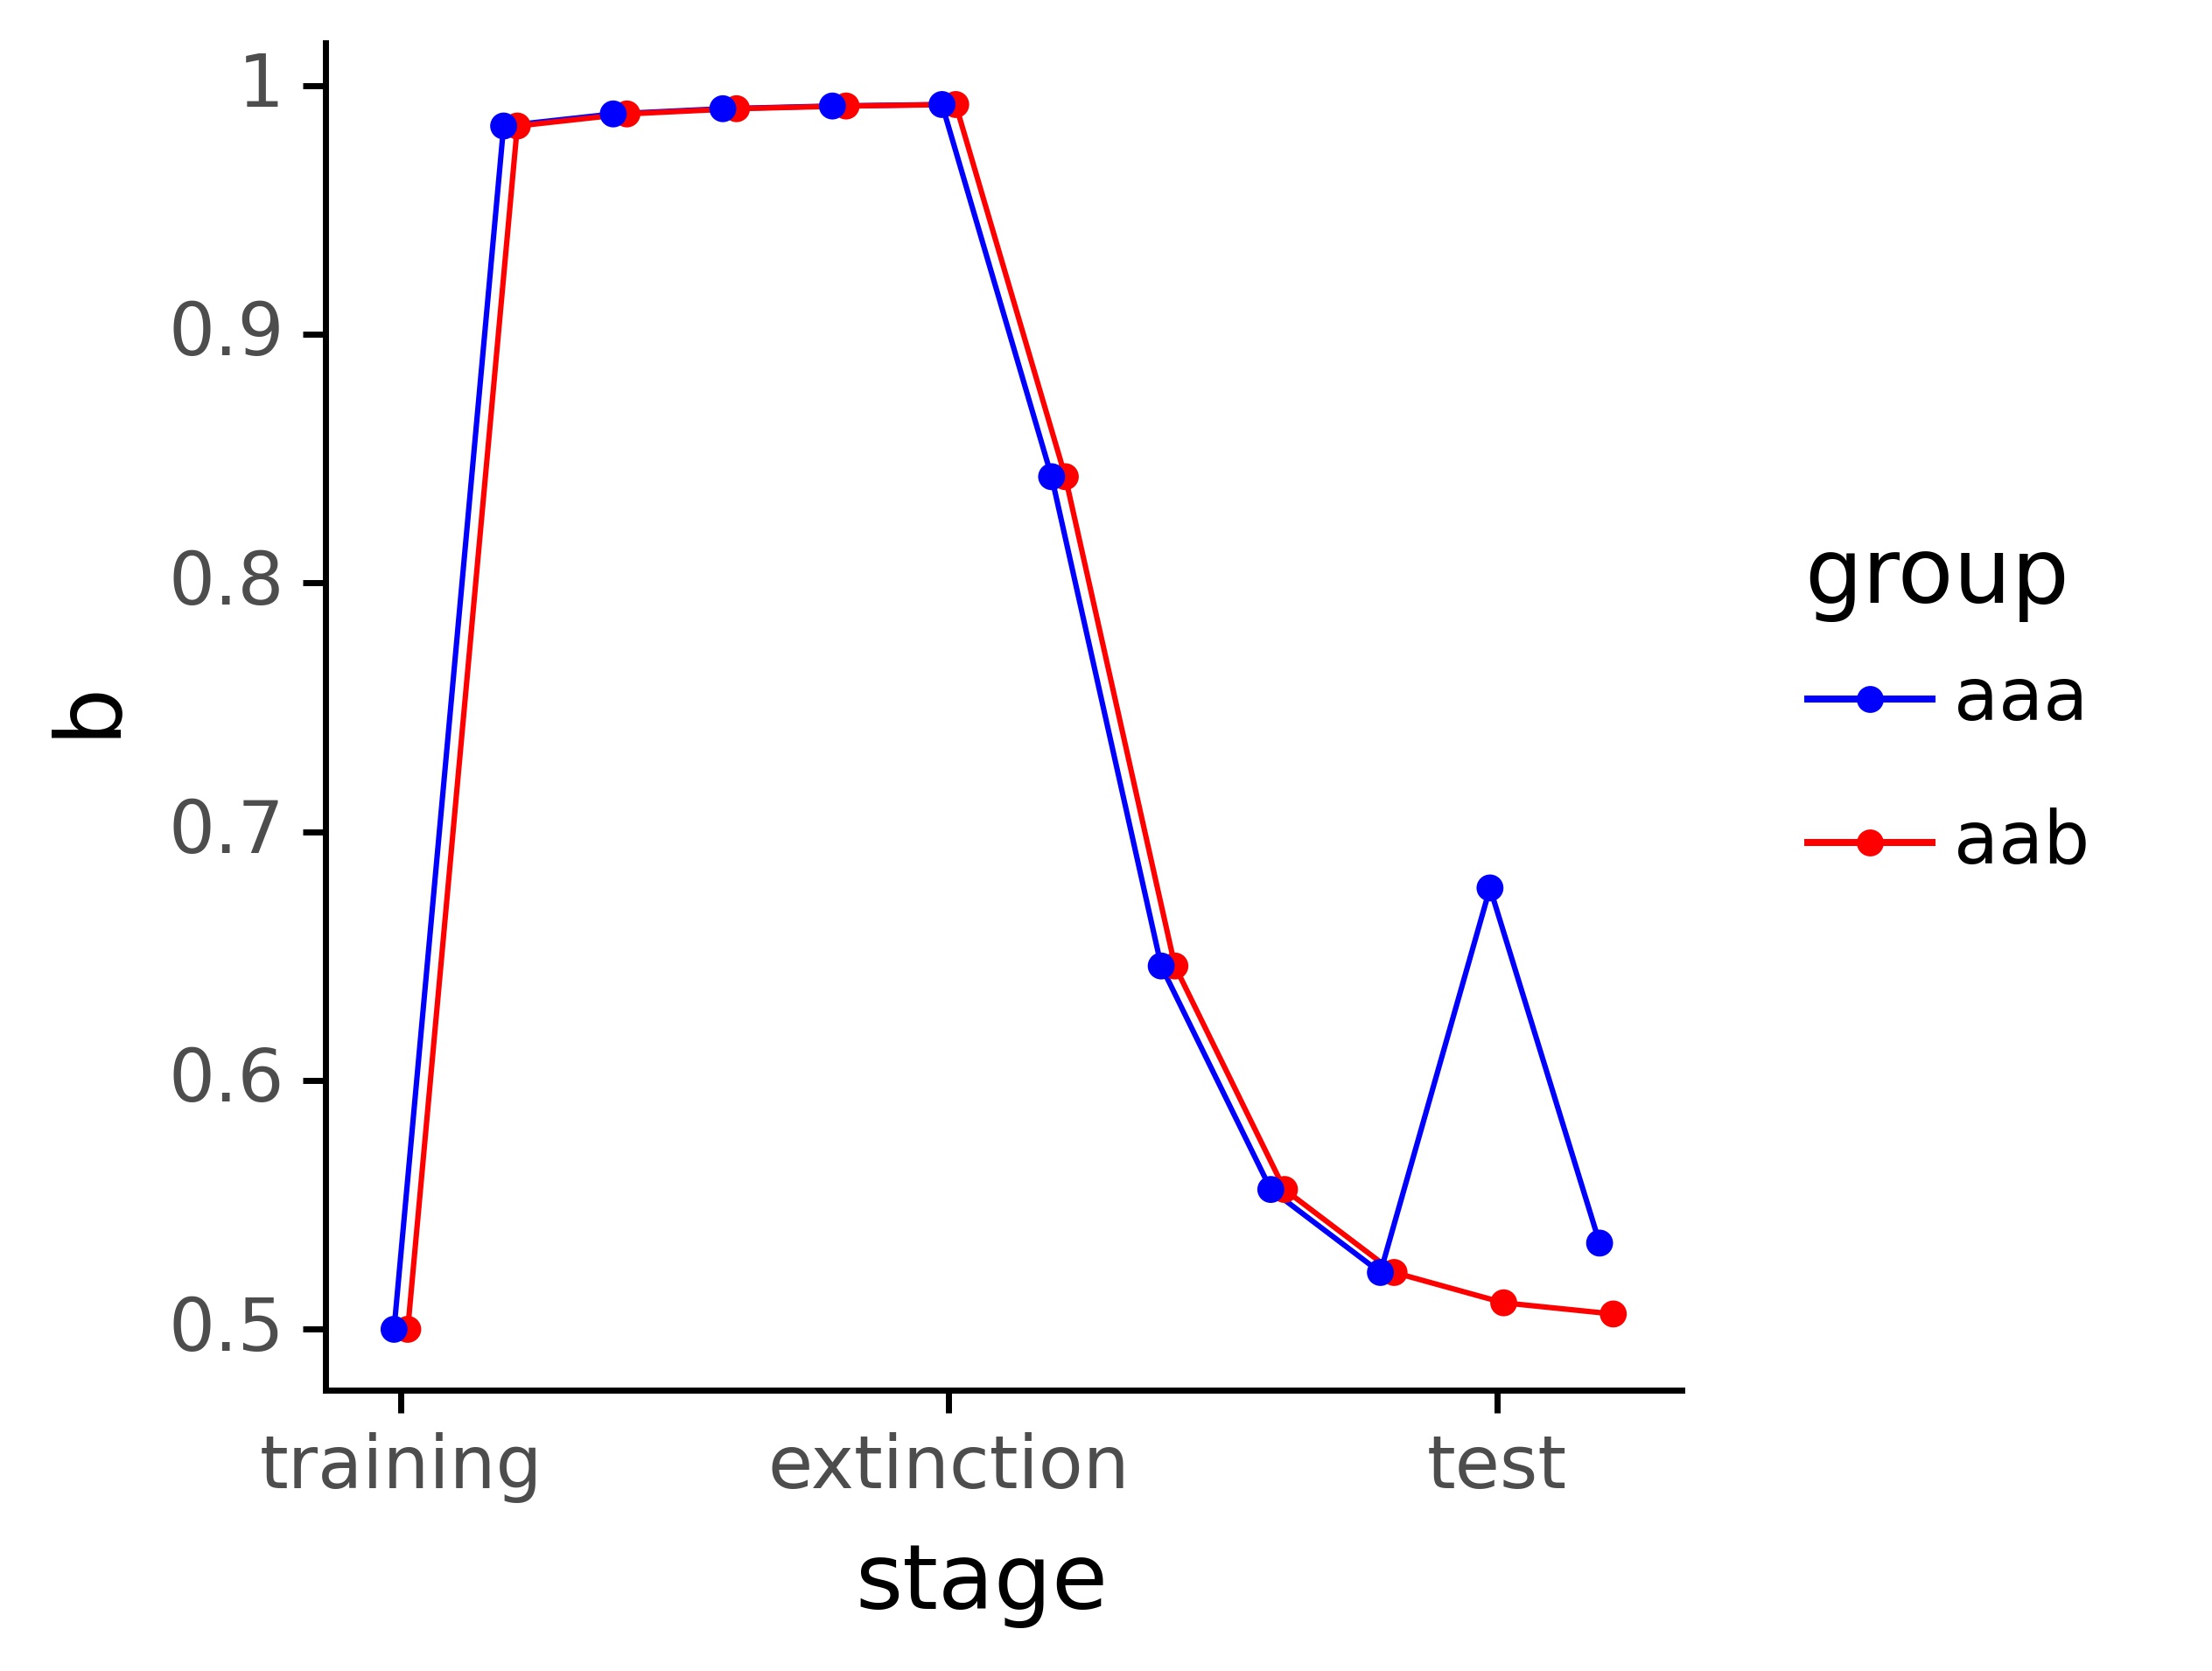 1
0.9
0.8
0.7
0.6
0.5
b
training extinction test
stage
group
aaa
aab